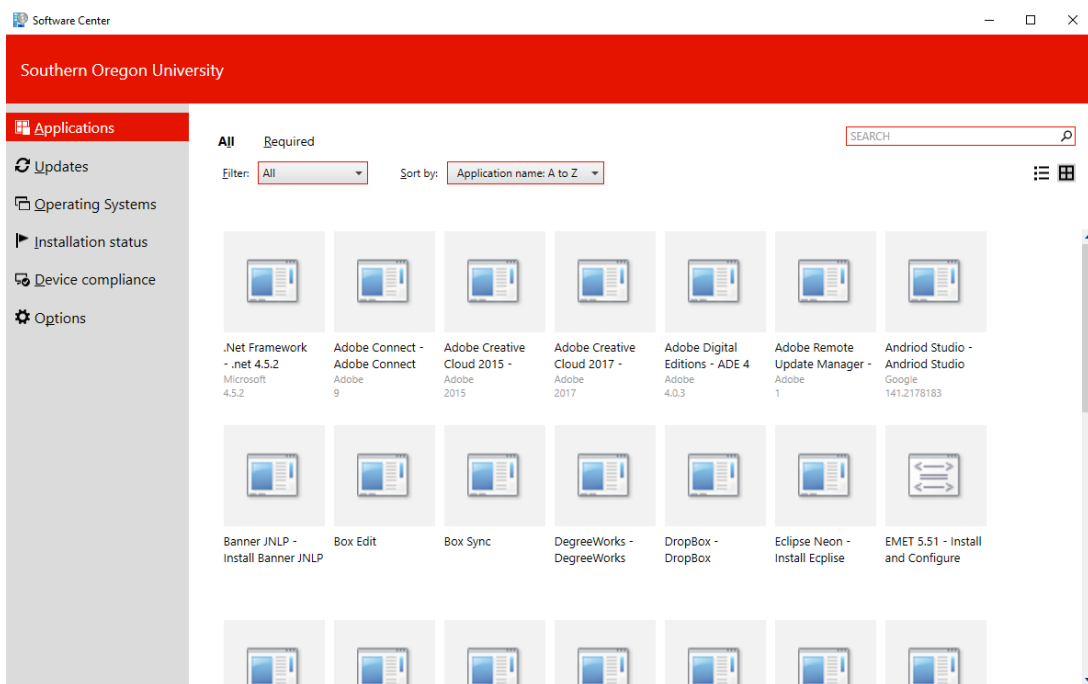 Software Center
Southern Oregon University
Applications
Updates
Operating Systems
Installation status
Device compliance
Options
All Required
SEARCH
Filter: All Sort by: Application name: A to Z
.Net Framework
- .net 4.5.2
Microsoft
4.5.2
Adobe Connect -
Adobe Connect
Adobe
9
Adobe Creative
Cloud 2015 -
Adobe
2015
Adobe Creative
Cloud 2017 -
Adobe
2017
Adobe Digital
Editions - ADE 4
Adobe
4.0.3
Adobe Remote
Update Manager -
Adobe
1
Andriod Studio -
Andriod Studio
Google
141.2178183
Banner JNLP -
Install Banner JNLP
Box Edit
Box Sync
DegreeWorks -
DegreeWorks
DropBox -
DropBox
Eclipse Neon -
Install Ecplise
EMET 5.51 - Install
and Configure